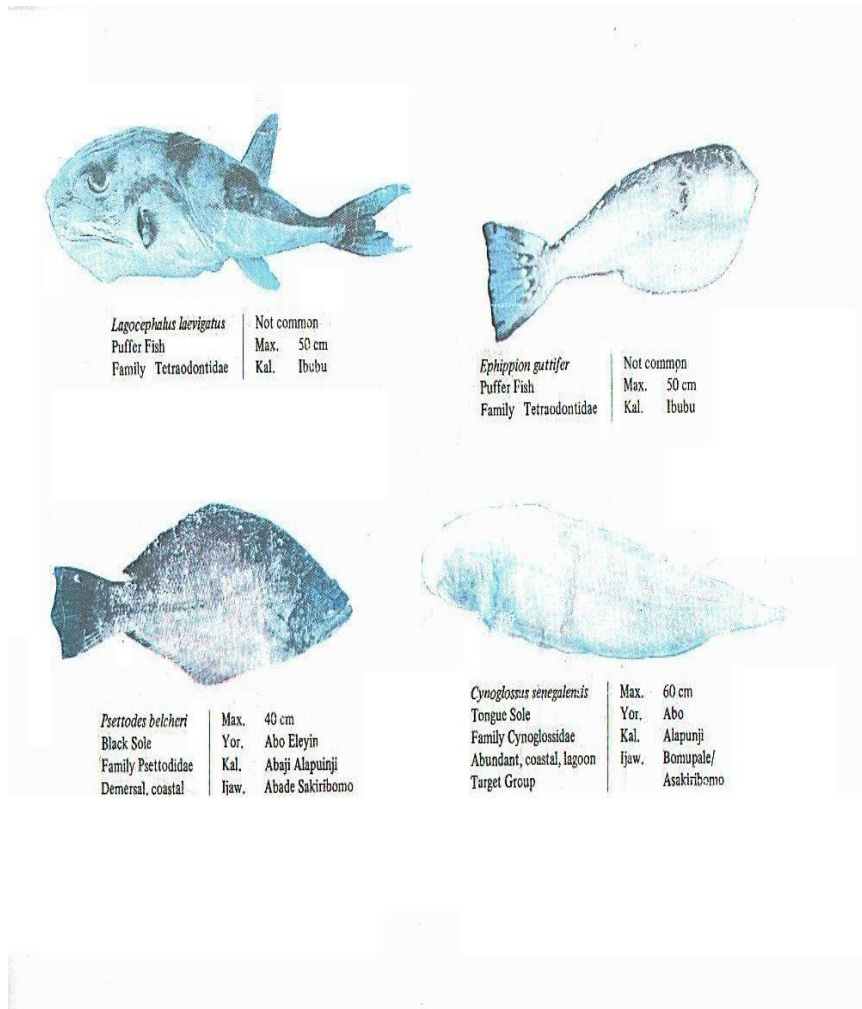 Lagocephalus laevigatus Not common
Puffer Fish Max. 50 cm
Family Tetraodontidae Kal. Ibubu
Ephippion guttifer Not common
Puffer Fish Max. 50 cm
Family Tetraodontidae Kal. Ibubu
Psettodes belcheri Max. 40 cm
Black Sole Yor. Abo Eleyin
Family Psettodidae Kal. Abaji Alapuinji
Demersal, coastal Ijaw. Abade Sakiribomo
Cynoglossus senegalensis Max. 60 cm
Tongue Sole Yor. Abo
Family Cynoglossidae Kal. Alapunji
Abundant, coastal, lagoon Ijaw. Bomupale/
Target Group Asakiribomo